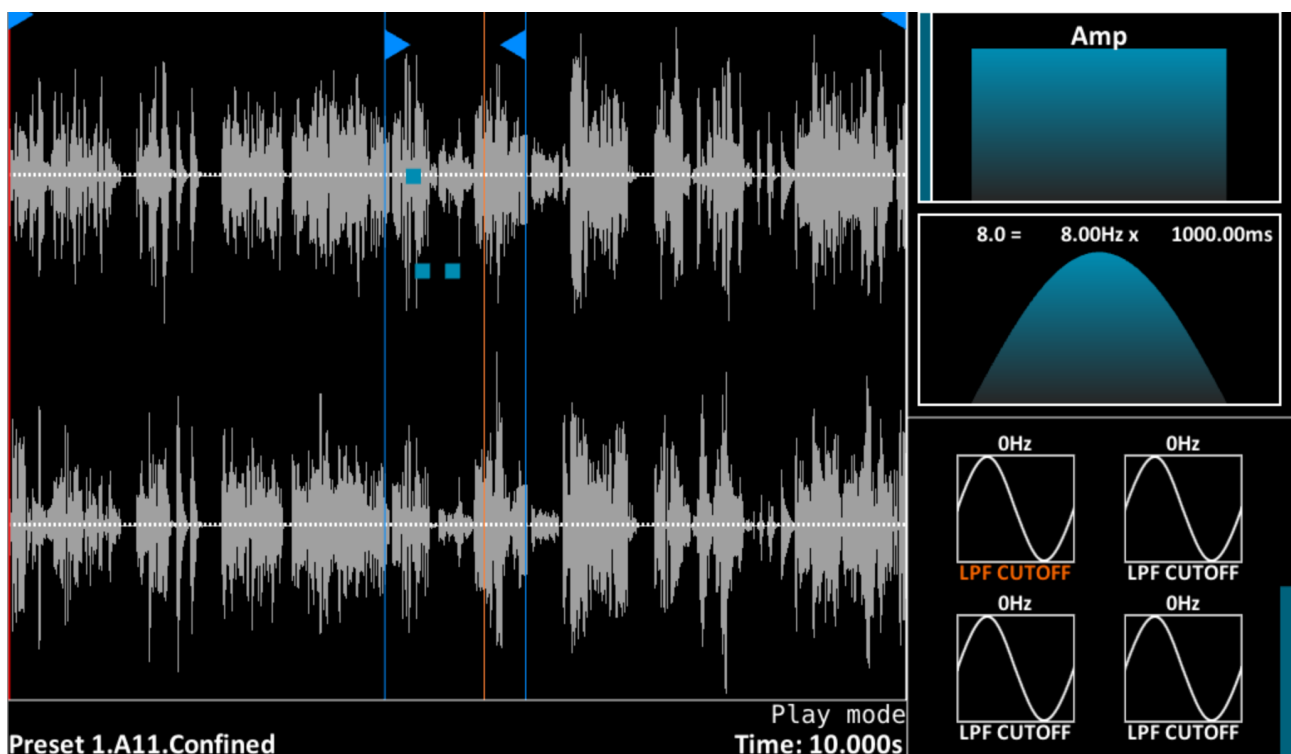 Amp
8.0 = 8.00Hz x 1000.00ms
0Hz 0Hz
LPF CUTOFF LPF CUTOFF
0Hz 0Hz
LPF CUTOFF LPF CUTOFF
Play mode
Preset 1.A11.Confined Time: 10.000s